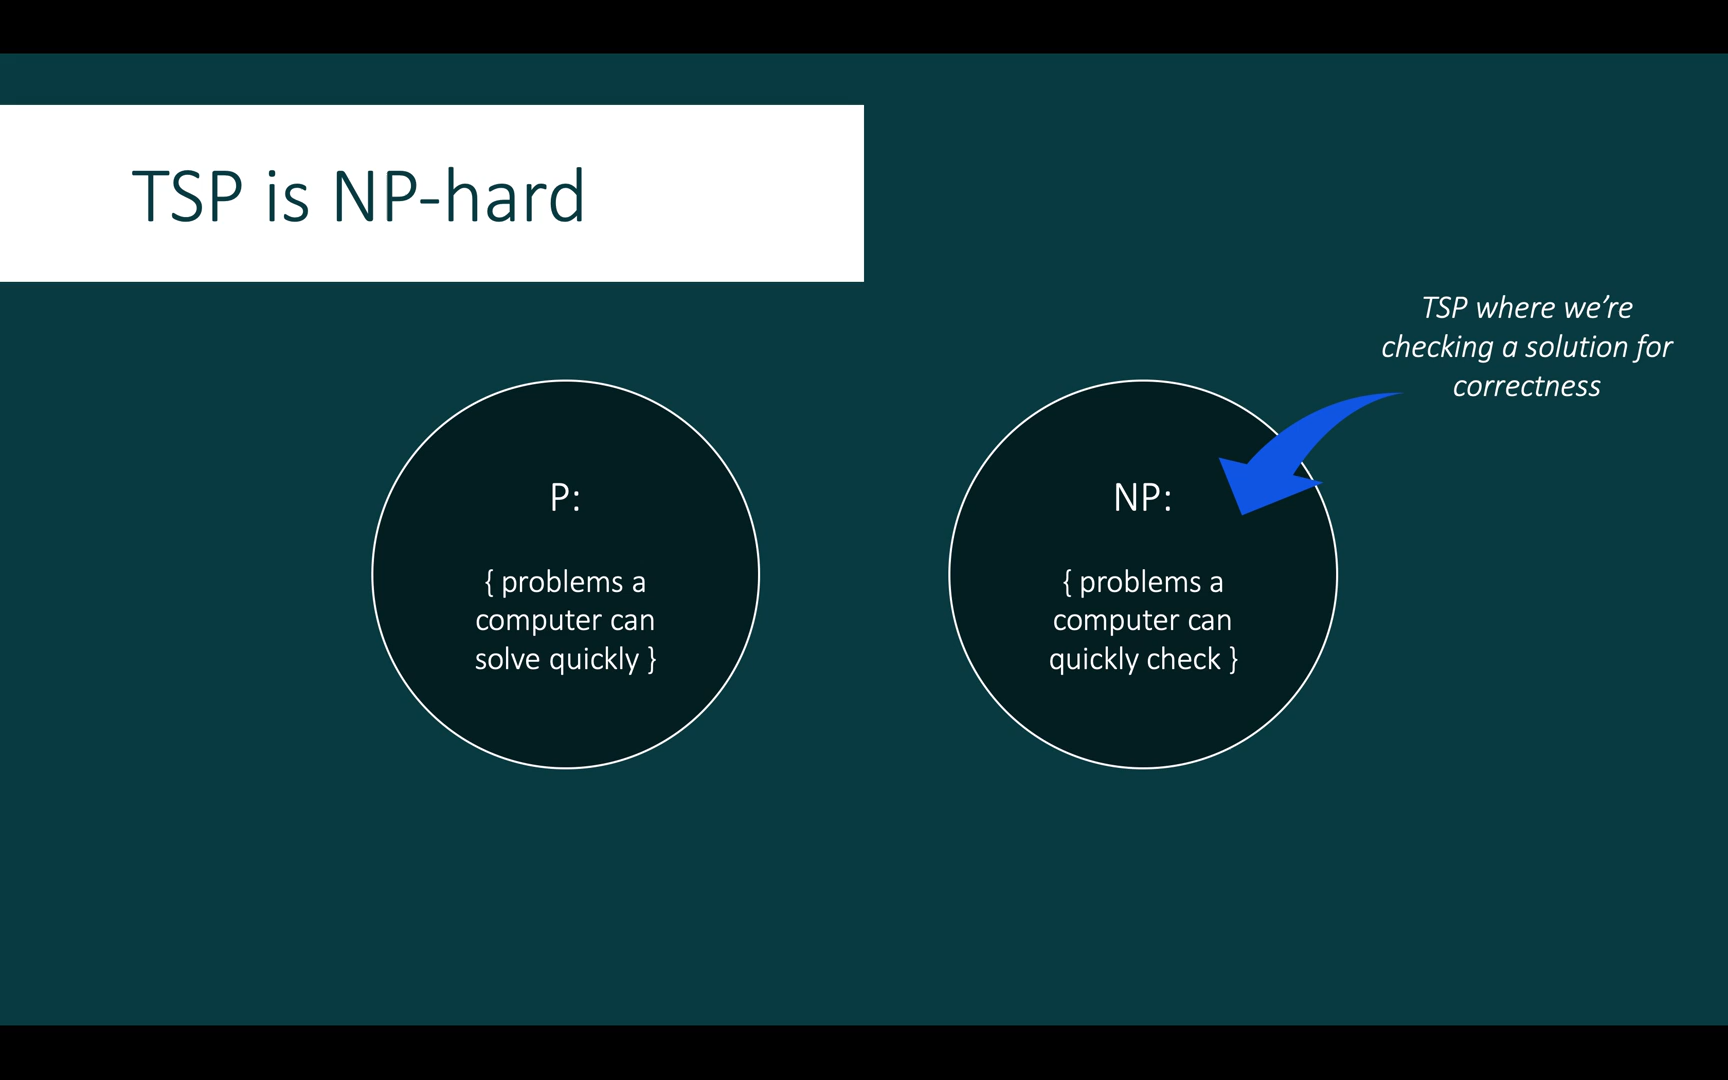 TSP is NP-hard
TSP where we’re
checking a solution for
correctness
P:
{ problems a
computer can
solve quickly }
NP:
{ problems a
computer can
quickly check }